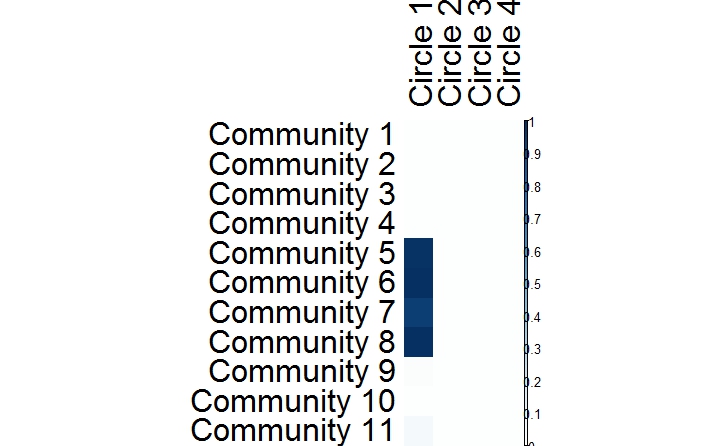 Circle 1
Circle 2
Circle 3
Circle 4
Community 1
Community 2
Community 3
Community 4
Community 5
Community 6
Community 7
Community 8
Community 9
Community 10
Community 11
1
0.9
0.8
0.7
0.6
0.5
0.4
0.3
0.2
0.1
0